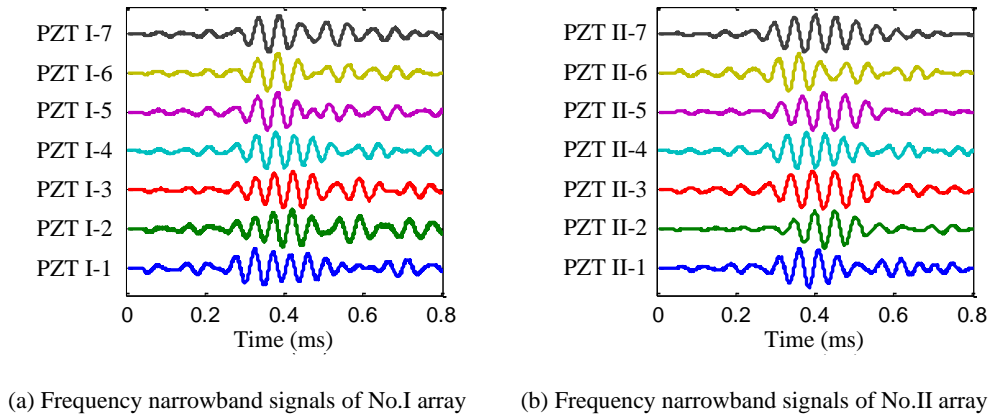 PZT I-7
PZT I-6
PZT I-5
PZT I-4
PZT I-3
PZT I-2
PZT I-1
0 0.2 0.4 0.6 0.8
Time (ms)
(a) Frequency narrowband signals of No.I array
PZT II-7
PZT II-6
PZT II-5
PZT II-4
PZT II-3
PZT II-2
PZT II-1
0 0.2 0.4 0.6 0.8
Time (ms)
(b) Frequency narrowband signals of No.II array